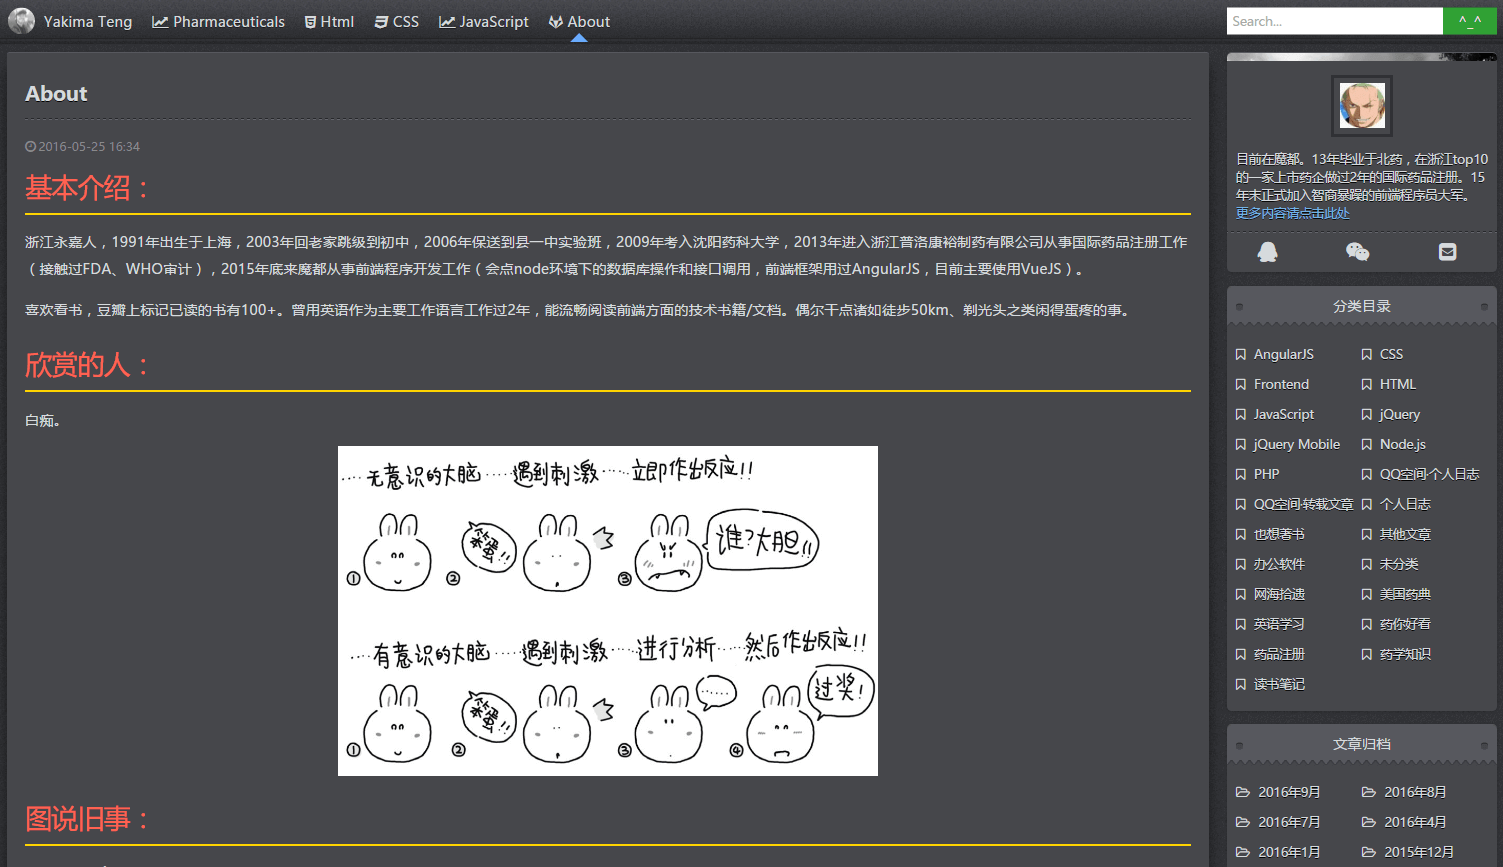 Yakima Teng Pharmaceuticals Html CSS JavaScript About
Search... ^_^
About
2016-05-25 16:34
基本介绍：
浙江永嘉人，1991年出生于上海，2003年回老家跳级到初中，2006年保送到县一中实验班，2009年考入沈阳药科大学，2013年进入浙江普洛康裕制药有限公司从事国际药品注册工作
（接触过FDA、WHO审计），2015年底来魔都从事前端程序开发工作（会点node环境下的数据库操作和接口调用，前端框架用过AngularJS，目前主要使用VueJS）。
喜欢看书，豆瓣上标记已读的书有100+。曾用英语作为主要工作语言工作过2年，能流畅阅读前端方面的技术书籍/文档。偶尔干点诸如徒步50km、剃光头之类闲得蛋疼的事。
欣赏的人：
白痴。
····无意识的大脑·····遇到刺激·····立即作出反应!!
笨蛋!!
谁?大胆!!
① ② ③
····有意识的大脑·····遇到刺激·····进行分析·····然后作出反应!!
笨蛋!!
······
过奖!
① ② ③ ④
图说旧事：
目前在魔都。13年毕业于北药，在浙江top10
的一家上市药企做过2年的国际药品注册。15
年末正式加入智商暴躁的前端程序员大军。
更多内容请点击此处
分类目录
AngularJS CSS
Frontend HTML
JavaScript jQuery
jQuery Mobile Node.js
PHP QQ空间·个人日志
QQ空间·转载文章 个人日志
也想著书 其他文章
办公软件 未分类
网海拾遗 美国药典
英语学习 药你好看
药品注册 药学知识
读书笔记
文章归档
2016年9月 2016年8月
2016年7月 2016年4月
2016年1月 2015年12月